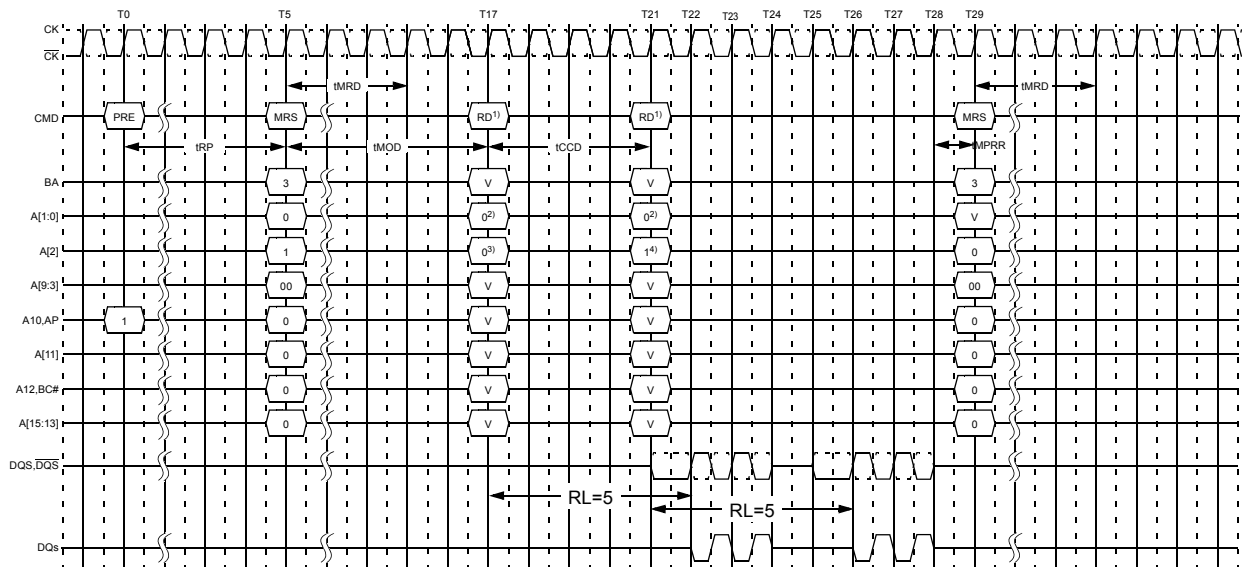 T0 T5 T17 T21 T22 T23 T24 T25 T26 T27 T28 T29
CK
CK
tMRD tMRD
CMD PRE MRS RD1) RD1) MRS
tRP tMOD tCCD tMPRR
BA 3 V V 3
A[1:0] 0 02) 02) V
A[2] 1 03) 14) 0
A[9:3] 00 V V 00
A10,AP 1 0 V V 0
A[11] 0 V V 0
A12,BC# 0 V V 0
A[15:13] 0 V V 0
DQS,DQS
RL=5
RL=5
DQs